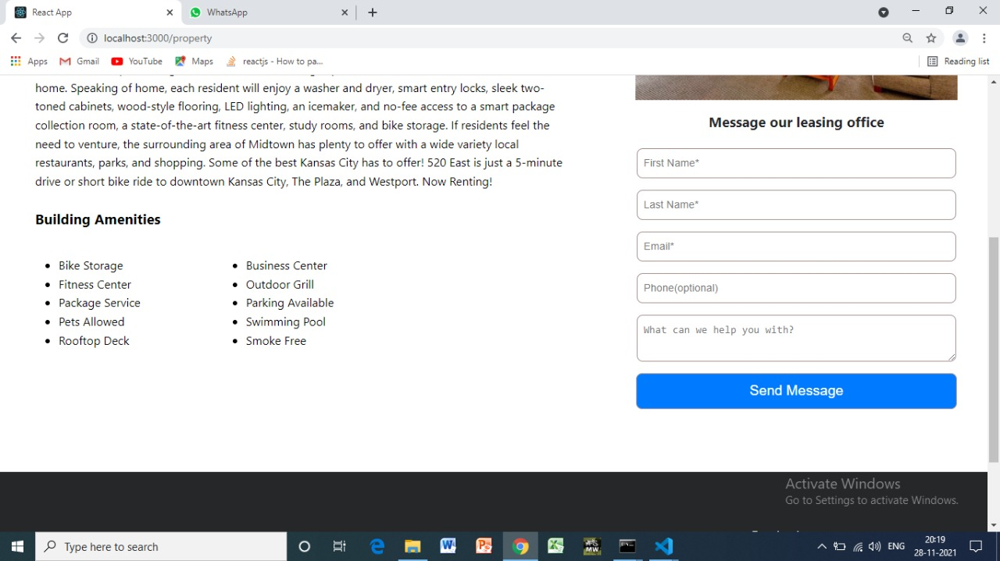 React App
WhatsApp
localhost:3000/property
Apps
Gmail
YouTube
Maps
reactjs - How to pa...
Reading list
home. Speaking of home, each resident will enjoy a washer and dryer, smart entry locks, sleek two-
toned cabinets, wood-style flooring, LED lighting, an icemaker, and no-fee access to a smart package
collection room, a state-of-the-art fitness center, study rooms, and bike storage. If residents feel the
need to venture, the surrounding area of Midtown has plenty to offer with a wide variety local
restaurants, parks, and shopping. Some of the best Kansas City has to offer! 520 East is just a 5-minute
drive or short bike ride to downtown Kansas City, The Plaza, and Westport. Now Renting!
Building Amenities
Bike Storage
Fitness Center
Package Service
Pets Allowed
Rooftop Deck
Business Center
Outdoor Grill
Parking Available
Swimming Pool
Smoke Free
Message our leasing office
First Name*
Last Name*
Email*
Phone(optional)
What can we help you with?
Send Message
Activate Windows
Go to Settings to activate Windows.
Type here to search
MW
ENG
20:19
28-11-2021